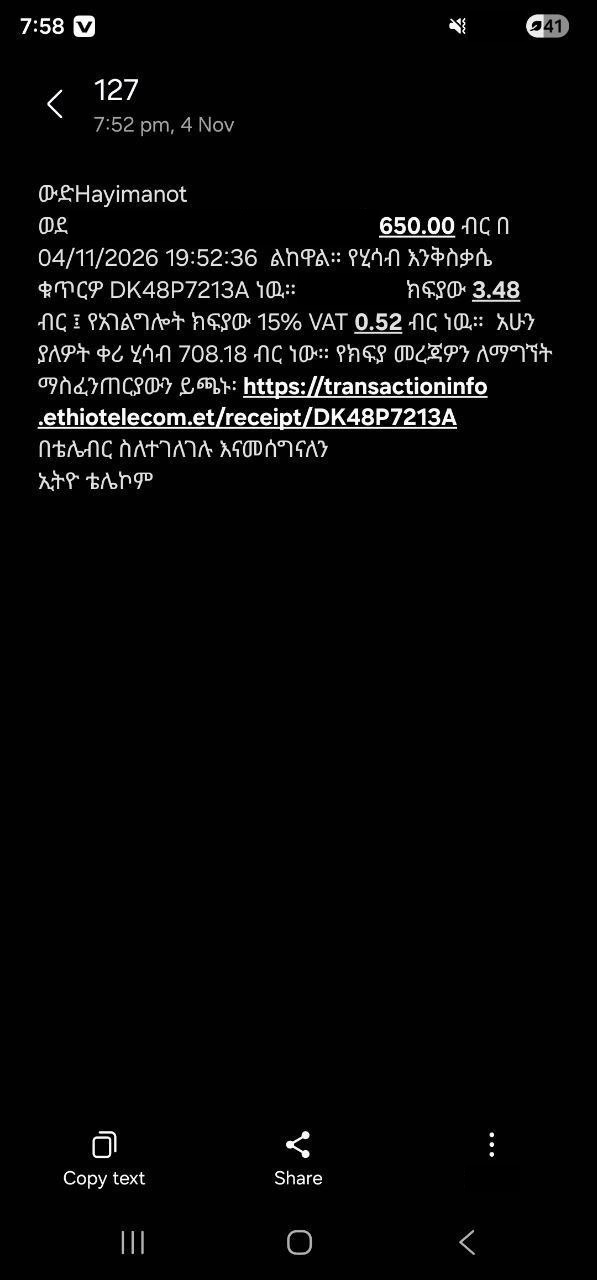 7:58 V 41
127
7:52 pm, 4 Nov
ውድHayimanot
ወደ 650.00 ብር በ
04/11/2026 19:52:36 ልከዋል። የሂሳብ እንቅስቃሴ
ቁጥርዎ DK48P7213A ነዉ። ክፍያው 3.48
ብር ፤ የአገልግሎት ክፍያው 15% VAT 0.52 ብር ነዉ። አሁን
ያለዎት ቀሪ ሂሳብ 708.18 ብር ነው። የክፍያ መረጃዎን ለማግኘት
ማስፈንጠርያውን ይጫኑ፡ https://transactioninfo
.ethiotelecom.et/receipt/DK48P7213A
በቴሌብር ስለተገለገሉ እናመሰግናለን
ኢትዮ ቴሌኮም
Copy text Share